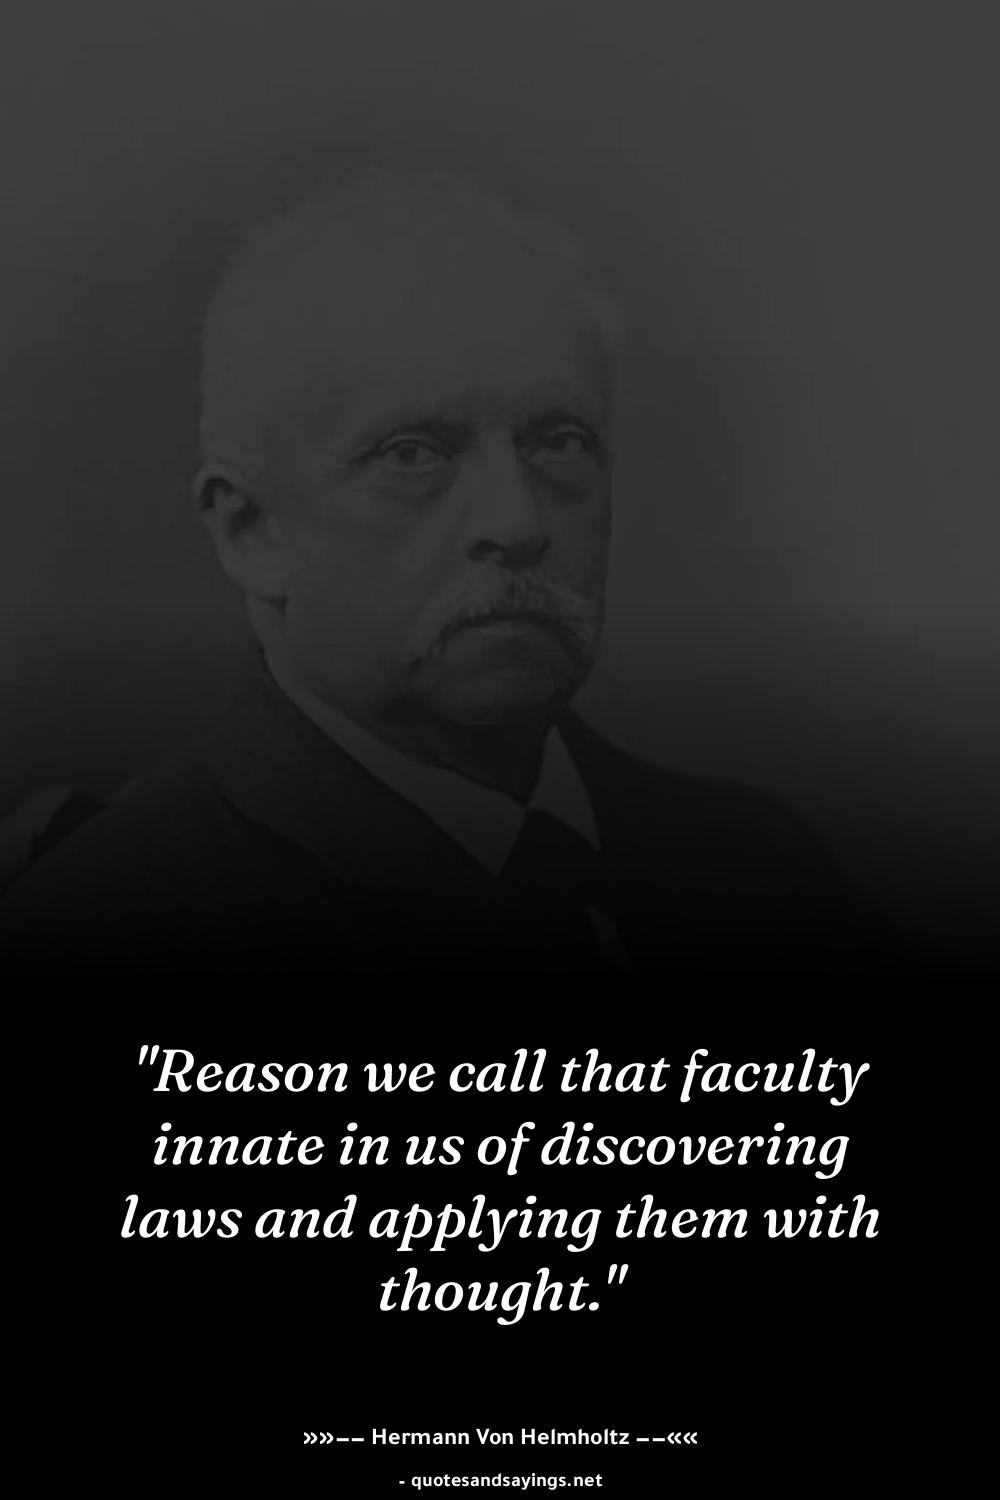 "Reason we call that faculty
innate in us of discovering
laws and applying them with
thought."
»»−− Hermann Von Helmholtz −−««
- quotesandsayings.net